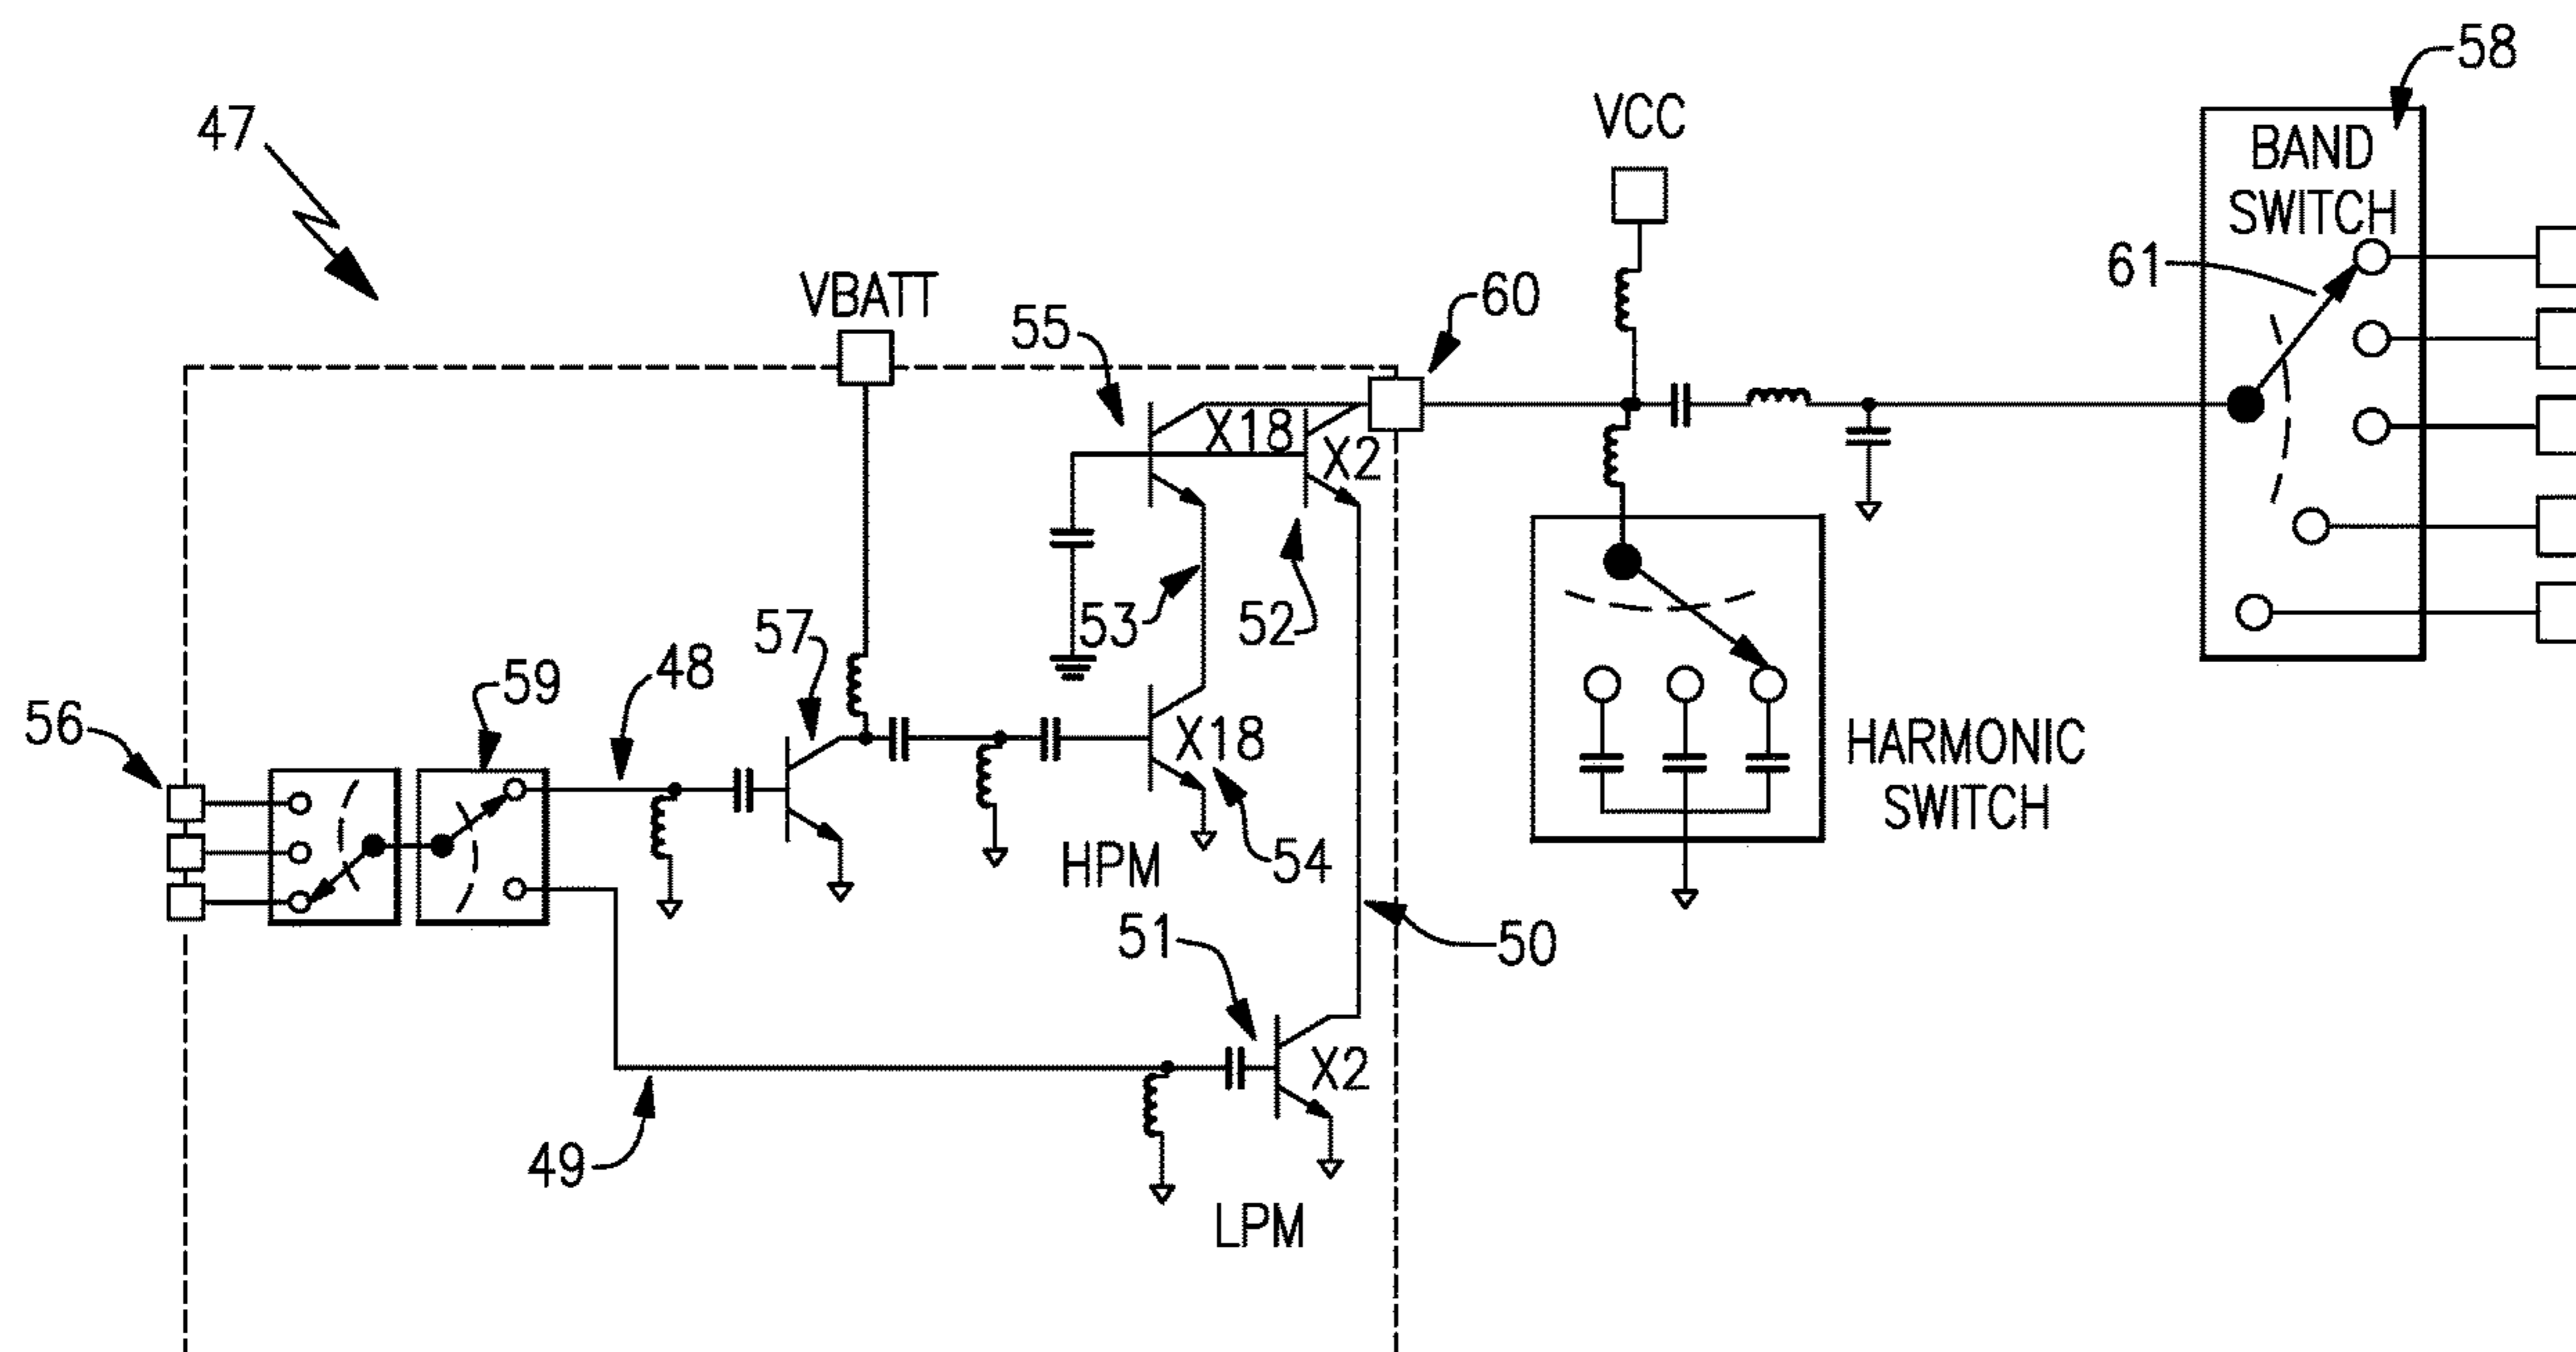 58
VCC
BAND
SWITCH
47
61
VBATT
60
55
X18
X2
53
52
57
59
48
56
X18
HARMONIC
SWITCH
HPM
54
51
50
X2
49
LPM